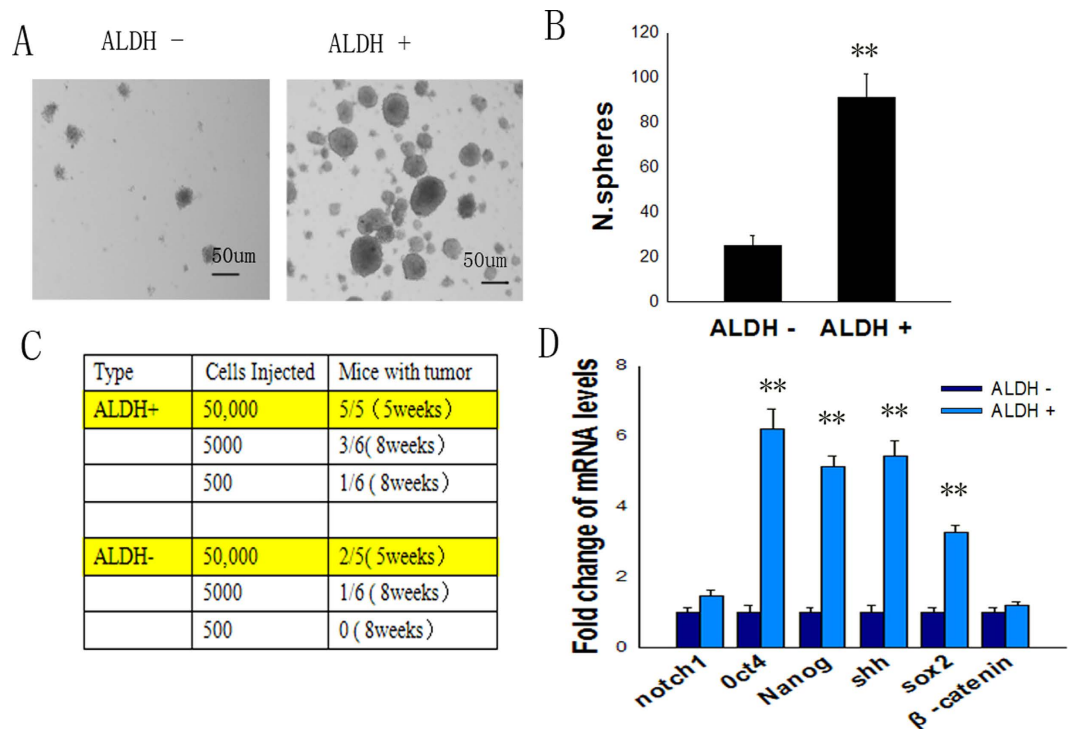 A
ALDH －
ALDH +
50um
50um
B
120
100
80
60
40
20
0
N.spheres
**
ALDH -
ALDH +
C
Type Cells Injected Mice with tumor
ALDH+ 50,000 5/5（5weeks）
5000 3/6( 8weeks）
500 1/6 ( 8weeks）
ALDH- 50,000 2/5( 5weeks）
5000 1/6 ( 8weeks）
500 0 ( 8weeks）
D
8
6
4
2
0
Fold change of mRNA levels
ALDH -
ALDH +
**
**
**
**
notch1
Oct4
Nanog
shh
sox2
β -catenin